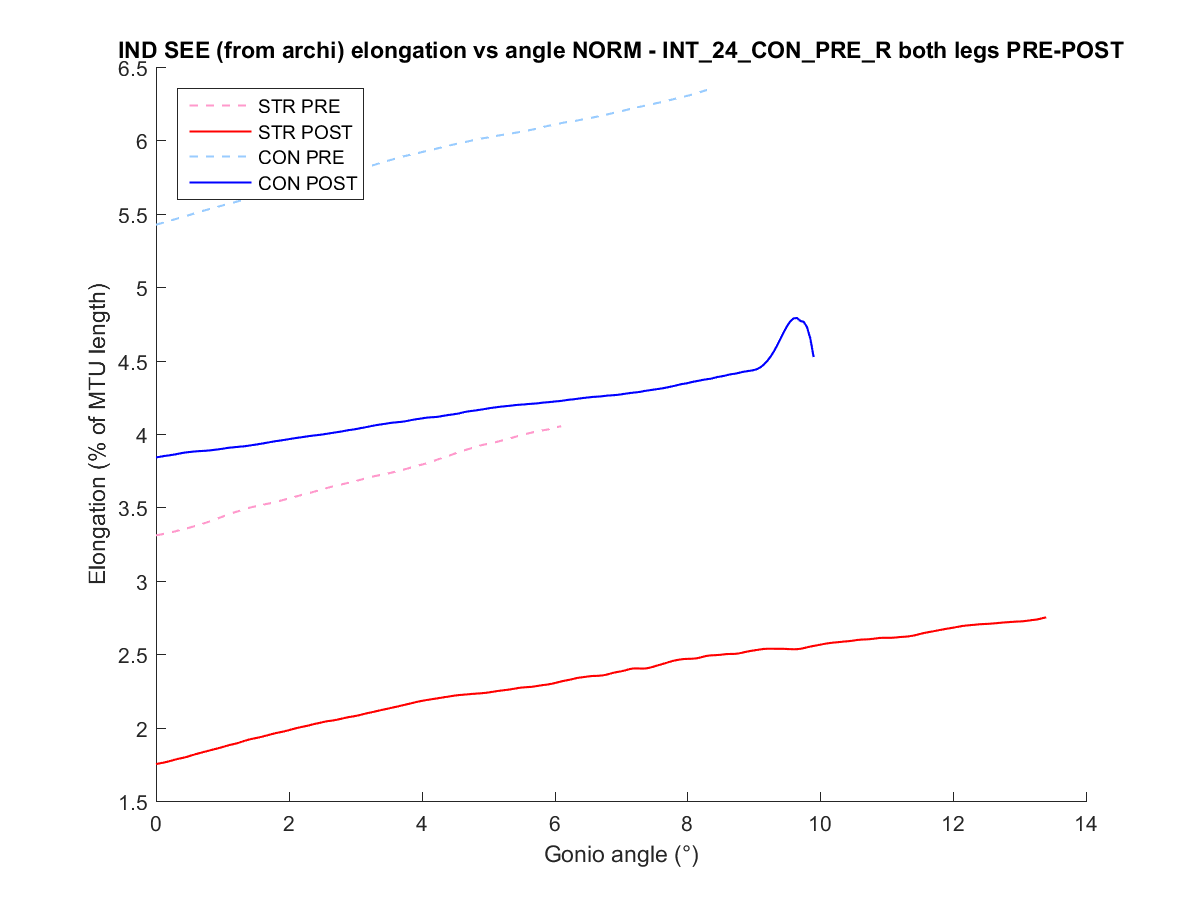 IND SEE (from archi) elongation vs angle NORM - INT_24_CON_PRE_R both legs PRE-POST
6.5
6
5.5
5
4.5
4
3.5
3
2.5
2
1.5
Elongation (% of MTU length)
STR PRE
STR POST
CON PRE
CON POST
0 2 4 6 8 10 12 14
Gonio angle (°)